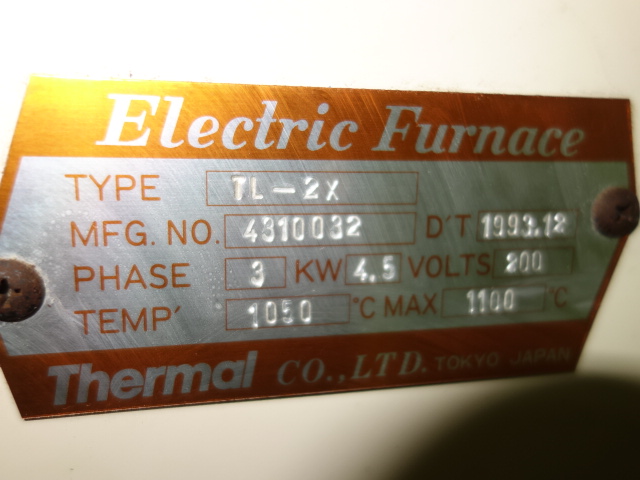 Electric Furnace
TYPE TL-2X
MFG. NO. 4310032 D'T 1993.12
PHASE 3 KW 4.5 VOLTS 200
TEMP' 1050 °C MAX 1100 °C
Thermal CO.,LTD. TOKYO JAPAN